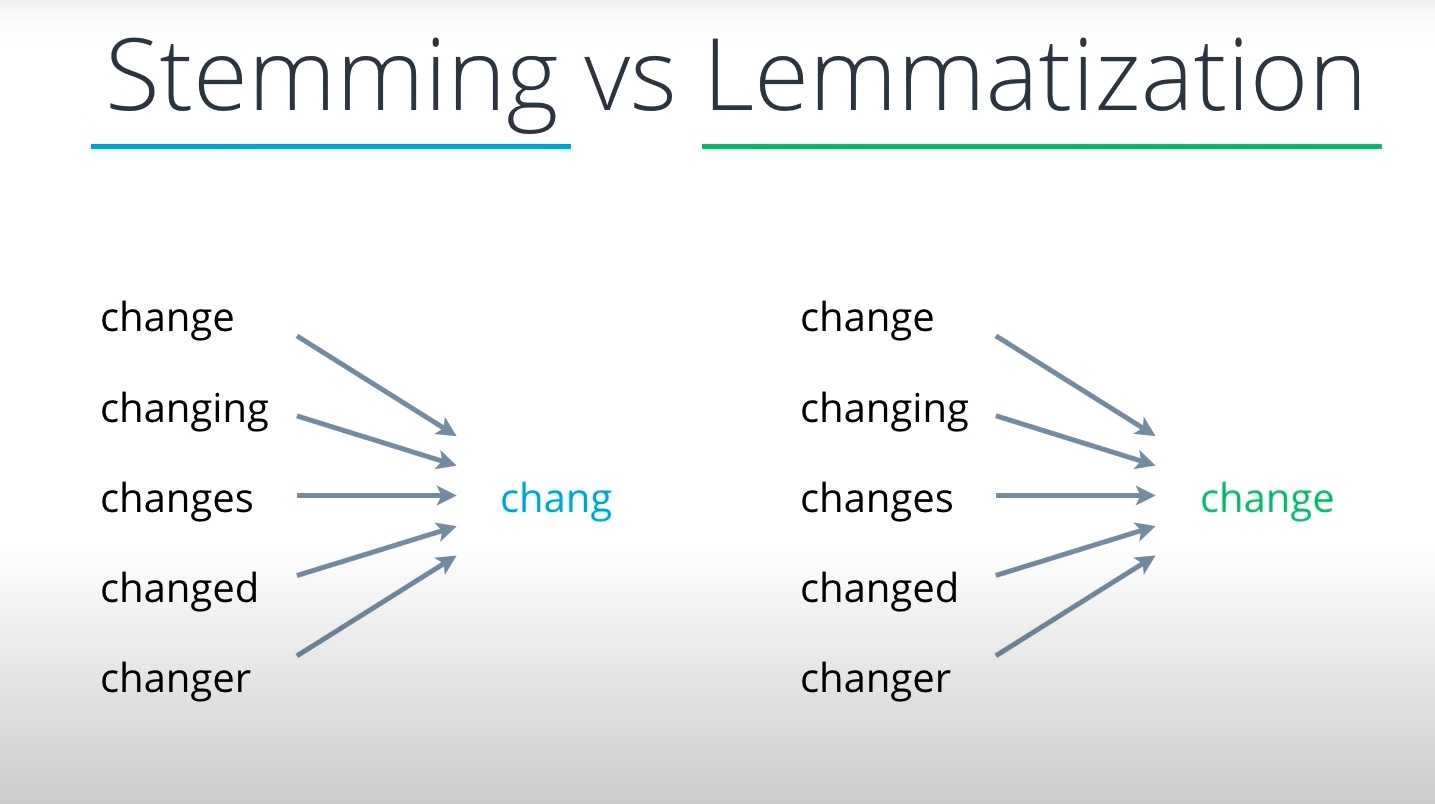 Stemming vs Lemmatization
change
changing
changes
changed
changer
chang
change
changing
changes
changed
changer
change